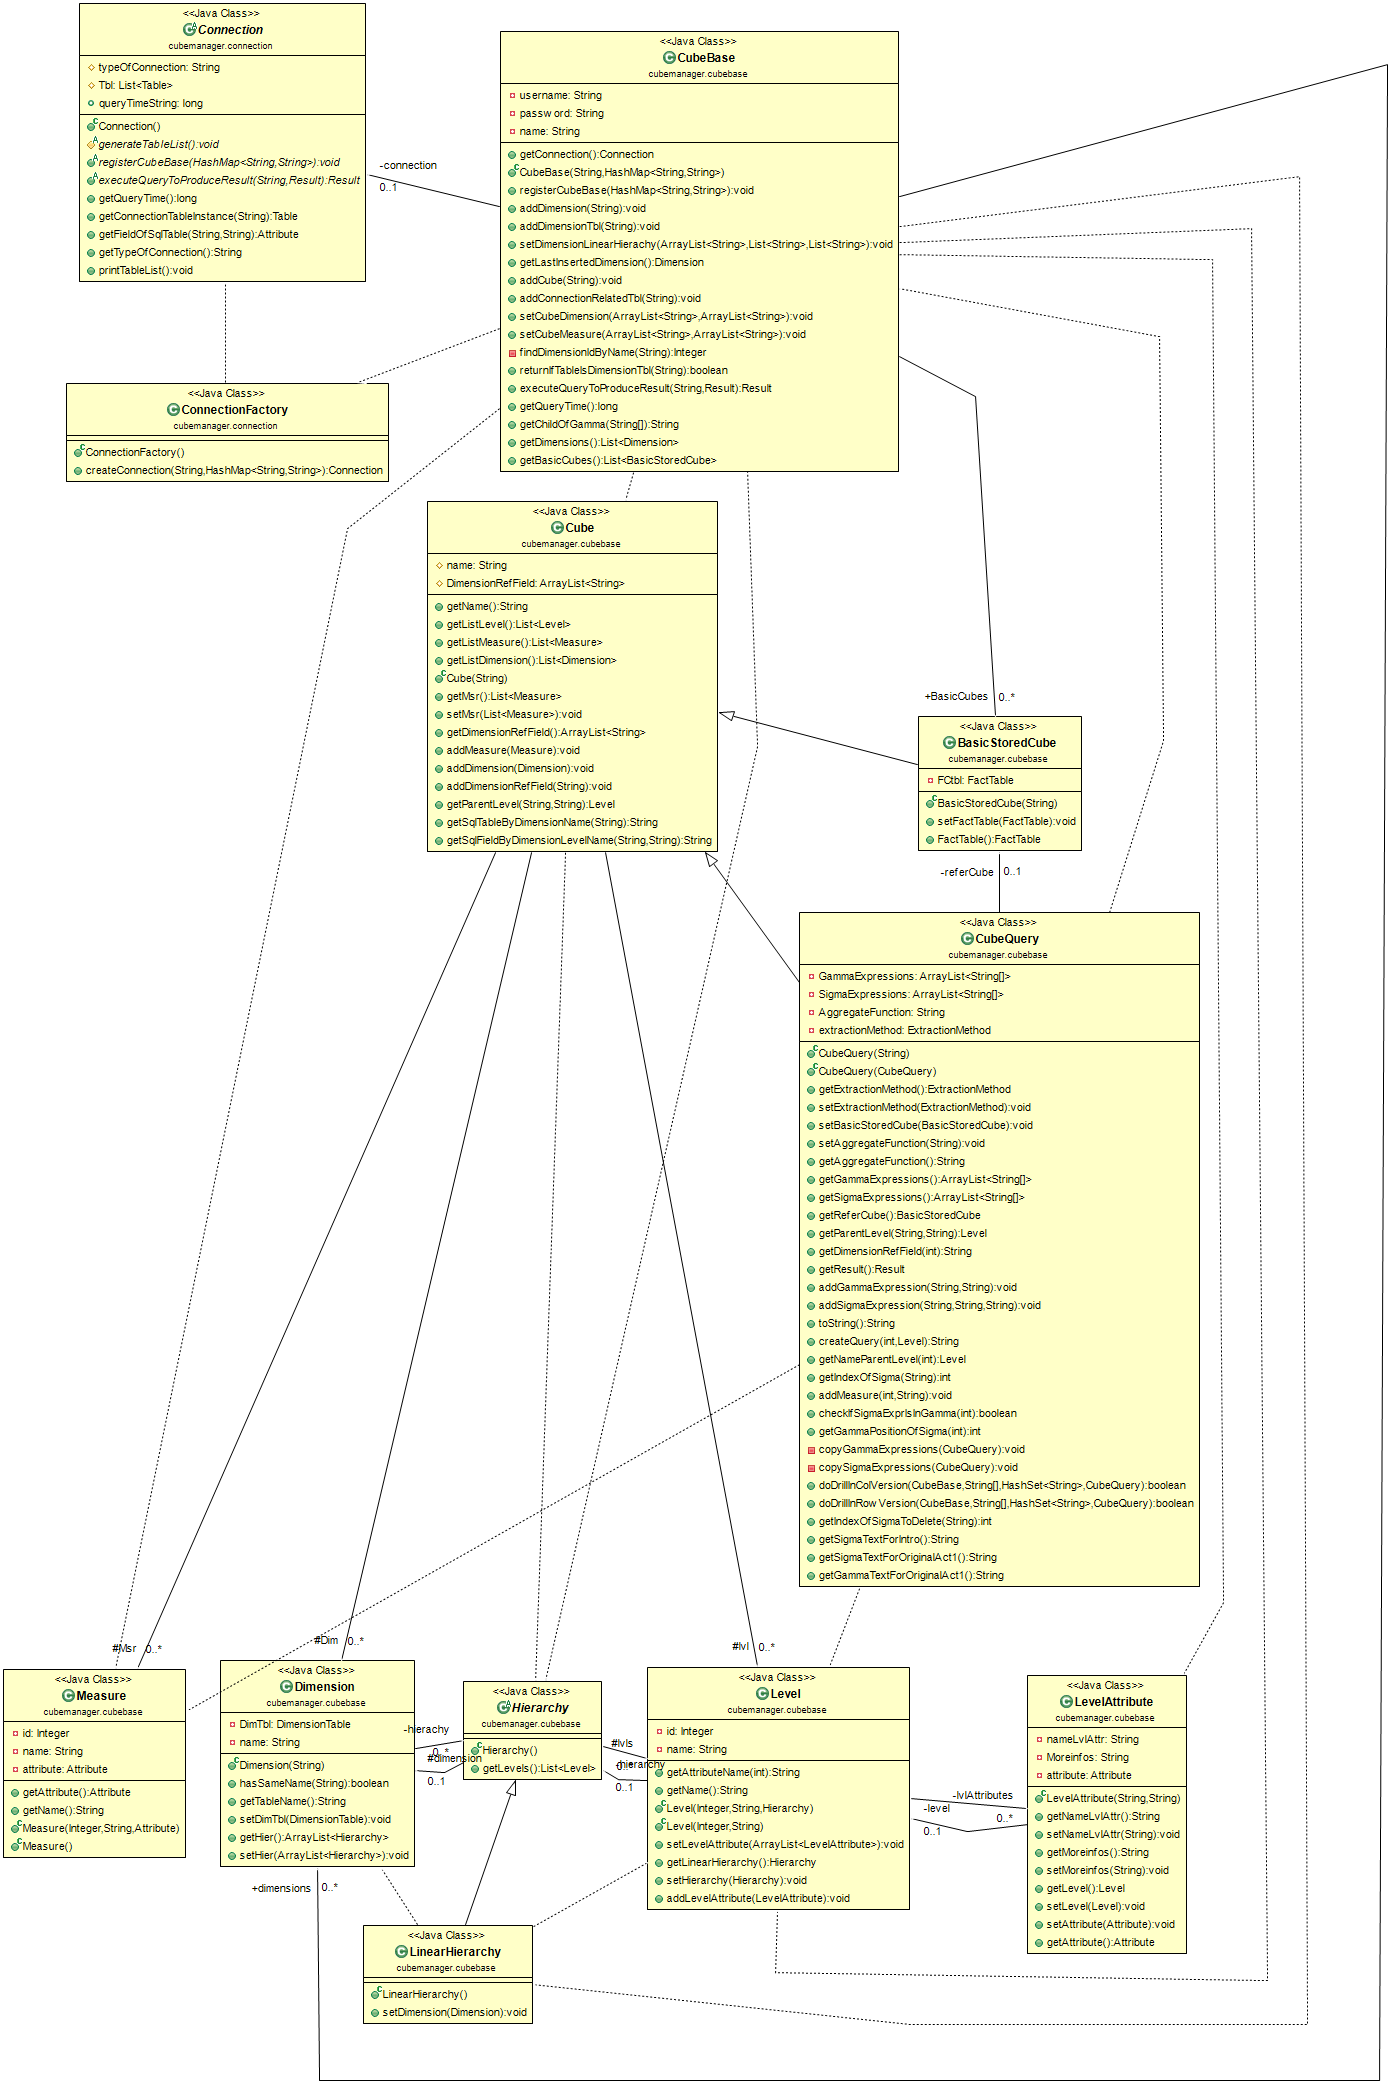 <<Java Class>>
Connection
cubemanager.connection
typeOfConnection: String
Tbl: List<Table>
queryTimeString: long
Connection()
generateTableList():void
registerCubeBase(HashMap<String,String>):void
executeQueryToProduceResult(String,Result):Result
getQueryTime():long
getConnectionTableInstance(String):Table
getFieldOfSqlTable(String,String):Attribute
getTypeOfConnection():String
printTableList():void
-connection
0..1
<<Java Class>>
CubeBase
cubemanager.cubebase
username: String
password: String
name: String
getConnection():Connection
CubeBase(String,HashMap<String,String>)
registerCubeBase(HashMap<String,String>):void
addDimension(String):void
addDimensionTbl(String):void
setDimensionLinearHierachy(ArrayList<String>,List<String>,List<String>):void
getLastInsertedDimension():Dimension
addCube(String):void
addConnectionRelatedTbl(String):void
setCubeDimension(ArrayList<String>,ArrayList<String>):void
setCubeMeasure(ArrayList<String>,ArrayList<String>):void
findDimensionIdByName(String):Integer
returnIfTableIsDimensionTbl(String):boolean
executeQueryToProduceResult(String,Result):Result
getQueryTime():long
getChildOfGamma(String[]):String
getDimensions():List<Dimension>
getBasicCubes():List<BasicStoredCube>
<<Java Class>>
ConnectionFactory
cubemanager.connection
ConnectionFactory()
createConnection(String,HashMap<String,String>):Connection
<<Java Class>>
Cube
cubemanager.cubebase
name: String
DimensionRefField: ArrayList<String>
getName():String
getListLevel():List<Level>
getListMeasure():List<Measure>
getListDimension():List<Dimension>
Cube(String)
getMsr():List<Measure>
setMsr(List<Measure>):void
getDimensionRefField():ArrayList<String>
addMeasure(Measure):void
addDimension(Dimension):void
addDimensionRefField(String):void
getParentLevel(String,String):Level
getSqlTableByDimensionName(String):String
getSqlFieldByDimensionLevelName(String,String):String
+BasicCubes
0..*
<<Java Class>>
BasicStoredCube
cubemanager.cubebase
FCtbl: FactTable
BasicStoredCube(String)
setFactTable(FactTable):void
FactTable():FactTable
-referCube
0..1
<<Java Class>>
CubeQuery
cubemanager.cubebase
GammaExpressions: ArrayList<String[]>
SigmaExpressions: ArrayList<String[]>
AggregateFunction: String
extractionMethod: ExtractionMethod
CubeQuery(String)
CubeQuery(CubeQuery)
getExtractionMethod():ExtractionMethod
setExtractionMethod(ExtractionMethod):void
setBasicStoredCube(BasicStoredCube):void
setAggregateFunction(String):void
getAggregateFunction():String
getGammaExpressions():ArrayList<String[]>
getSigmaExpressions():ArrayList<String[]>
getReferCube():BasicStoredCube
getParentLevel(String,String):Level
getDimensionRefField(int):String
getResult():Result
addGammaExpression(String,String):void
addSigmaExpression(String,String,String):void
toString():String
createQuery(int,Level):String
getNameParentLevel(int):Level
getIndexOfSigma(String):int
addMeasure(int,String):void
checkIfSigmaExprIsInGamma(int):boolean
getGammaPositionOfSigma(int):int
copyGammaExpressions(CubeQuery):void
copySigmaExpressions(CubeQuery):void
doDrillInColVersion(CubeBase,String[],HashSet<String>,CubeQuery):boolean
doDrillInRowVersion(CubeBase,String[],HashSet<String>,CubeQuery):boolean
getIndexOfSigmaToDelete(String):int
getSigmaTextForIntro():String
getSigmaTextForOriginalAct1():String
getGammaTextForOriginalAct1():String
#Msr
0..*
#Dim
0..*
#lvl
0..*
<<Java Class>>
Measure
cubemanager.cubebase
id: Integer
name: String
attribute: Attribute
getAttribute():Attribute
getName():String
Measure(Integer,String,Attribute)
Measure()
<<Java Class>>
Dimension
cubemanager.cubebase
DimTbl: DimensionTable
name: String
Dimension(String)
hasSameName(String):boolean
getTableName():String
setDimTbl(DimensionTable):void
getHier():ArrayList<Hierarchy>
setHier(ArrayList<Hierarchy>):void
-hierachy
0..*
#dimension
0..1
<<Java Class>>
Hierarchy
cubemanager.cubebase
Hierarchy()
getLevels():List<Level>
#lvls
0..*
-hierarchy
0..1
<<Java Class>>
Level
cubemanager.cubebase
id: Integer
name: String
getAttributeName(int):String
getName():String
Level(Integer,String,Hierarchy)
Level(Integer,String)
setLevelAttribute(ArrayList<LevelAttribute>):void
getLinearHierarchy():Hierarchy
setHierarchy(Hierarchy):void
addLevelAttribute(LevelAttribute):void
-lvlAttributes
0..*
-level
0..1
<<Java Class>>
LevelAttribute
cubemanager.cubebase
nameLvlAttr: String
Moreinfos: String
attribute: Attribute
LevelAttribute(String,String)
getNameLvlAttr():String
setNameLvlAttr(String):void
getMoreinfos():String
setMoreinfos(String):void
getLevel():Level
setLevel(Level):void
setAttribute(Attribute):void
getAttribute():Attribute
+dimensions
0..*
<<Java Class>>
LinearHierarchy
cubemanager.cubebase
LinearHierarchy()
setDimension(Dimension):void